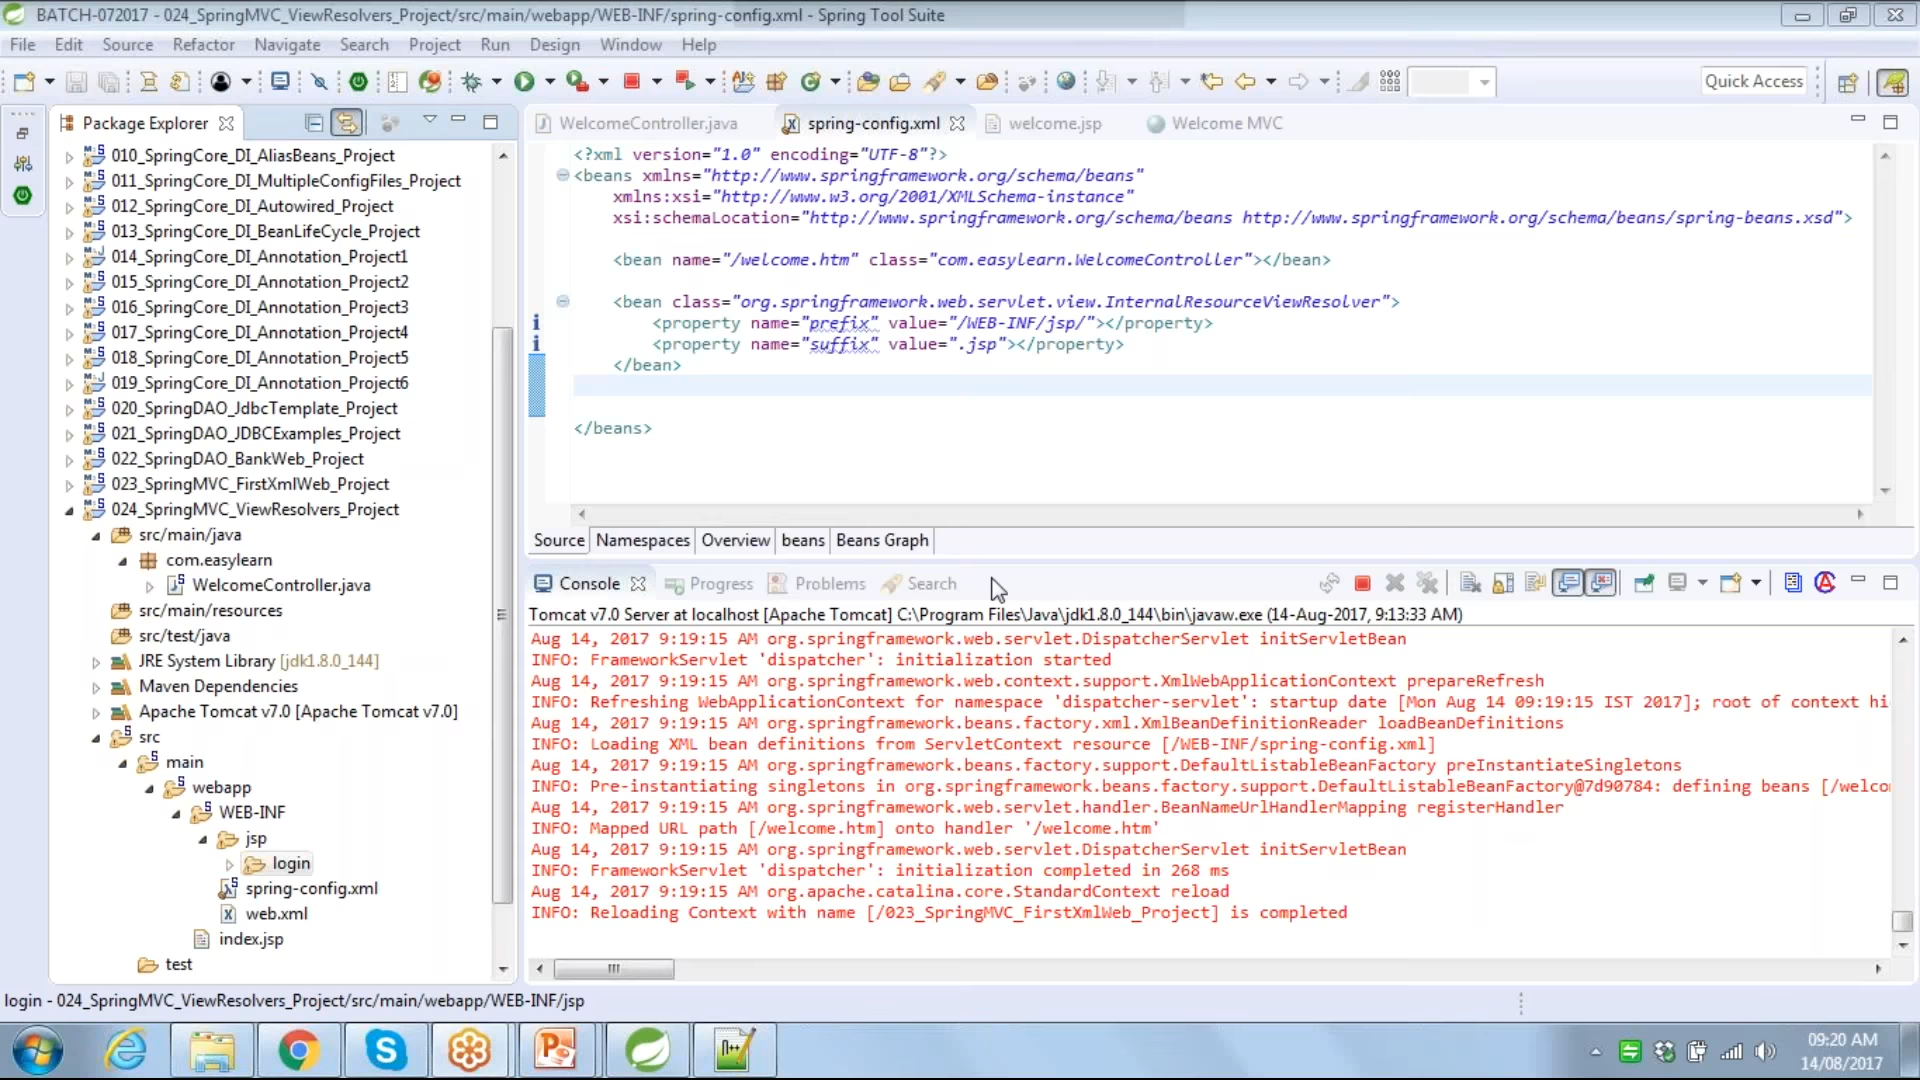 BATCH-072017 - 024_SpringMVC_ViewResolvers_Project/src/main/webapp/WEB-INF/spring-config.xml - Spring Tool Suite
File Edit Source Refactor Navigate Search Project Run Design Window Help
Quick Access
Package Explorer
010_SpringCore_DI_AliasBeans_Project
011_SpringCore_DI_MultipleConfigFiles_Project
012_SpringCore_DI_Autowired_Project
013_SpringCore_DI_BeanLifeCycle_Project
014_SpringCore_DI_Annotation_Project1
015_SpringCore_DI_Annotation_Project2
016_SpringCore_DI_Annotation_Project3
017_SpringCore_DI_Annotation_Project4
018_SpringCore_DI_Annotation_Project5
019_SpringCore_DI_Annotation_Project6
020_SpringDAO_JdbcTemplate_Project
021_SpringDAO_JDBCExamples_Project
022_SpringDAO_BankWeb_Project
023_SpringMVC_FirstXmlWeb_Project
024_SpringMVC_ViewResolvers_Project
src/main/java
com.easylearn
WelcomeController.java
src/main/resources
src/test/java
JRE System Library [jdk1.8.0_144]
Maven Dependencies
Apache Tomcat v7.0 [Apache Tomcat v7.0]
src
main
webapp
WEB-INF
jsp
login
spring-config.xml
web.xml
index.jsp
test
WelcomeController.java spring-config.xml welcome.jsp Welcome MVC
<?xml version="1.0" encoding="UTF-8"?>
<beans xmlns="http://www.springframework.org/schema/beans"
xmlns:xsi="http://www.w3.org/2001/XMLSchema-instance"
xsi:schemaLocation="http://www.springframework.org/schema/beans http://www.springframework.org/schema/beans/spring-beans.xsd">
<bean name="/welcome.htm" class="com.easylearn.WelcomeController"></bean>
<bean class="org.springframework.web.servlet.view.InternalResourceViewResolver">
<property name="prefix" value="/WEB-INF/jsp/"></property>
<property name="suffix" value=".jsp"></property>
</bean>
</beans>
Source Namespaces Overview beans Beans Graph
Console Progress Problems Search
Tomcat v7.0 Server at localhost [Apache Tomcat] C:\Program Files\Java\jdk1.8.0_144\bin\javaw.exe (14-Aug-2017, 9:13:33 AM)
Aug 14, 2017 9:19:15 AM org.springframework.web.servlet.DispatcherServlet initServletBean
INFO: FrameworkServlet 'dispatcher': initialization started
Aug 14, 2017 9:19:15 AM org.springframework.web.context.support.XmlWebApplicationContext prepareRefresh
INFO: Refreshing WebApplicationContext for namespace 'dispatcher-servlet': startup date [Mon Aug 14 09:19:15 IST 2017]; root of context hi
Aug 14, 2017 9:19:15 AM org.springframework.beans.factory.xml.XmlBeanDefinitionReader loadBeanDefinitions
INFO: Loading XML bean definitions from ServletContext resource [/WEB-INF/spring-config.xml]
Aug 14, 2017 9:19:15 AM org.springframework.beans.factory.support.DefaultListableBeanFactory preInstantiateSingletons
INFO: Pre-instantiating singletons in org.springframework.beans.factory.support.DefaultListableBeanFactory@7d90784: defining beans [/welco
Aug 14, 2017 9:19:15 AM org.springframework.web.servlet.handler.BeanNameUrlHandlerMapping registerHandler
INFO: Mapped URL path [/welcome.htm] onto handler '/welcome.htm'
Aug 14, 2017 9:19:15 AM org.springframework.web.servlet.DispatcherServlet initServletBean
INFO: FrameworkServlet 'dispatcher': initialization completed in 268 ms
Aug 14, 2017 9:19:15 AM org.apache.catalina.core.StandardContext reload
INFO: Reloading Context with name [/023_SpringMVC_FirstXmlWeb_Project] is completed
login - 024_SpringMVC_ViewResolvers_Project/src/main/webapp/WEB-INF/jsp
09:20 AM
14/08/2017